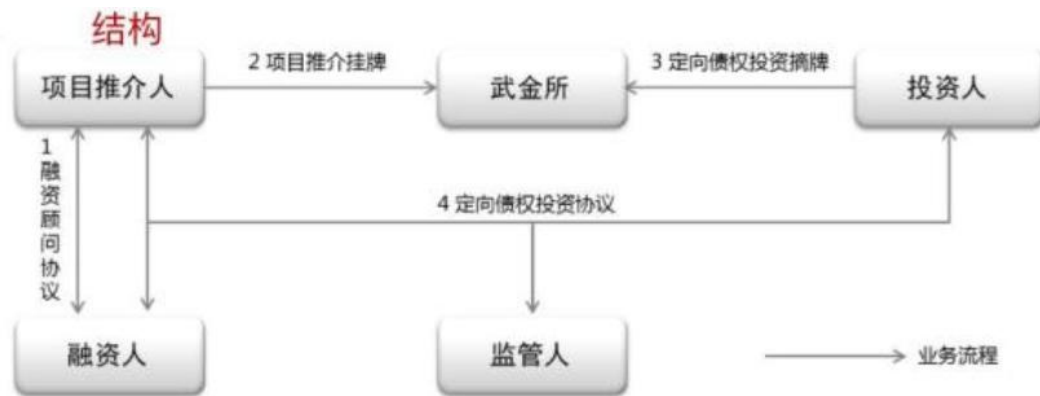 结构
项目推介人
2 项目推介挂牌
武金所
3 定向债权投资摘牌
投资人
1
融
资
顾
问
协
议
4 定向债权投资协议
融资人
监管人
业务流程